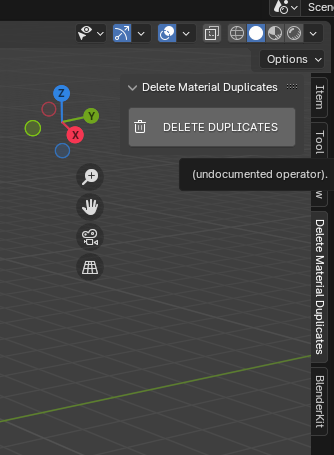 Scen
Options
Delete Material Duplicates
DELETE DUPLICATES
(undocumented operator).
Z
Y
X
Item
Tool
w
Delete Material Duplicates
BlenderKit